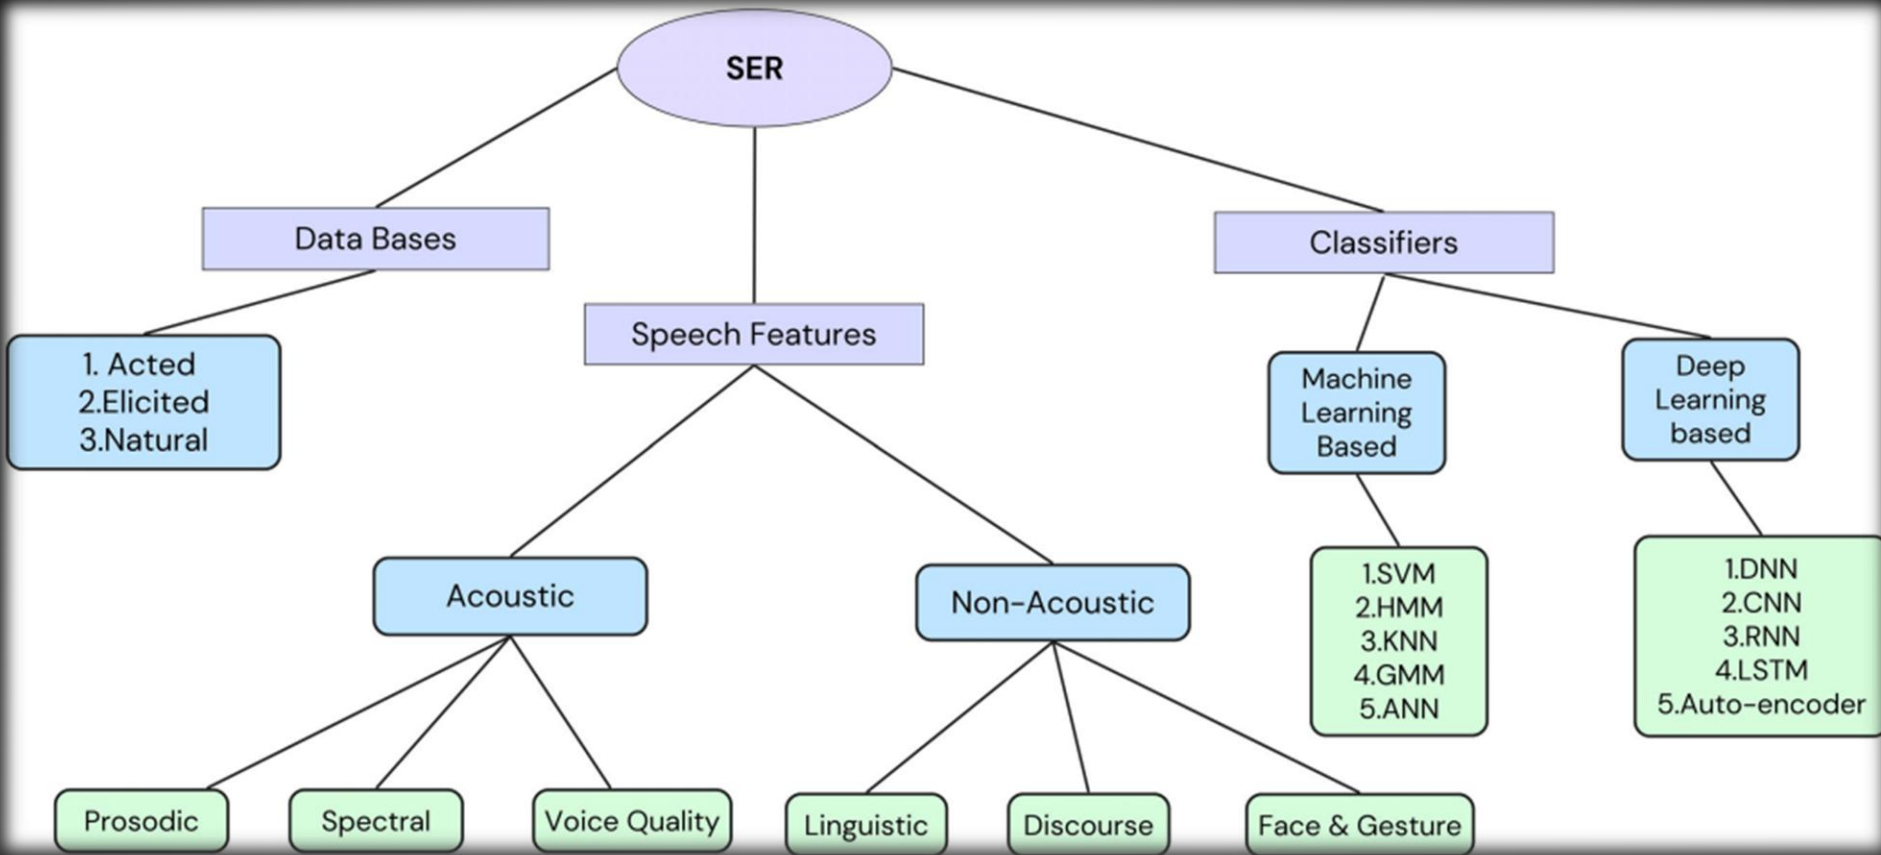 SER
Data Bases
Classifiers
Speech Features
1. Acted
2.Elicited
3.Natural
Machine
Learning
Based
Deep
Learning
based
Acoustic
Non-Acoustic
1.SVM
2.HMM
3.KNN
4.GMM
5.ANN
1.DNN
2.CNN
3.RNN
4.LSTM
5.Auto-encoder
Prosodic
Spectral
Voice Quality
Linguistic
Discourse
Face & Gesture